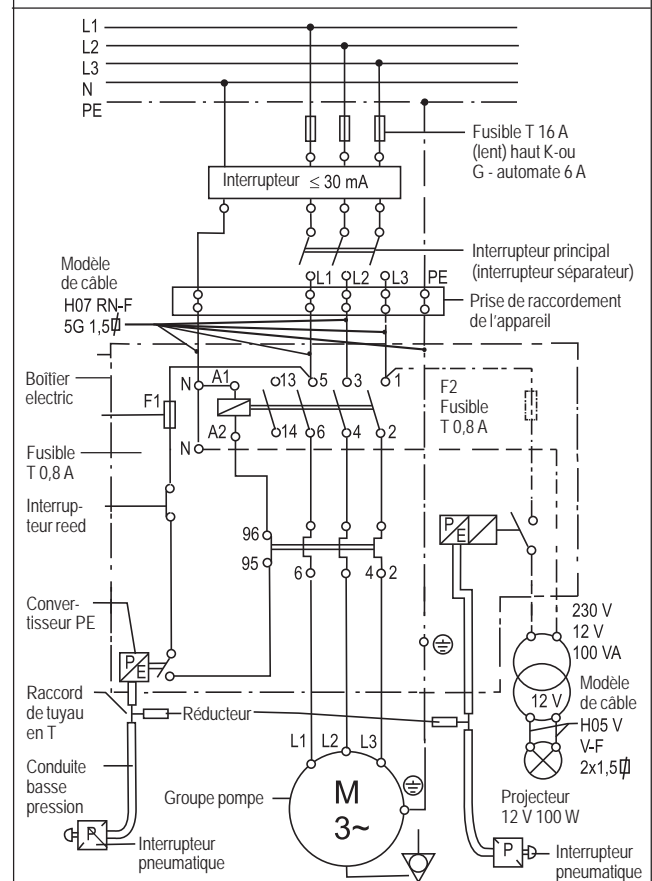 L1
L2
L3
N
PE
Fusible T 16 A
(lent) haut K-ou
G - automate 6 A
Interrupteur ≤ 30 mA
Interrupteur principal
(interrupteur séparateur)
L1 L2 L3 PE
Prise de raccordement
de l'appareil
Modèle
de câble
H07 RN-F
5G 1,5
Boîtier
electric
F1
N A1 13 5 3 1
A2 14 6 4 2
N
F2
Fusible
T 0,8 A
Fusible
T 0,8 A
Interrup-
teur reed
96
95
6 4 2
P
E
Conver-
tisseur PE
P
E
230 V
12 V
100 VA
12 V
Modèle
de câble
H05 V
V-F
2x1,5
Raccord
de tuyau
en T
Réducteur
L1 L2 L3
M
3~
Groupe pompe
Conduite
basse
pression
P
Interrupteur
pneumatique
Projecteur
12 V 100 W
P
Interrupteur
pneumatique